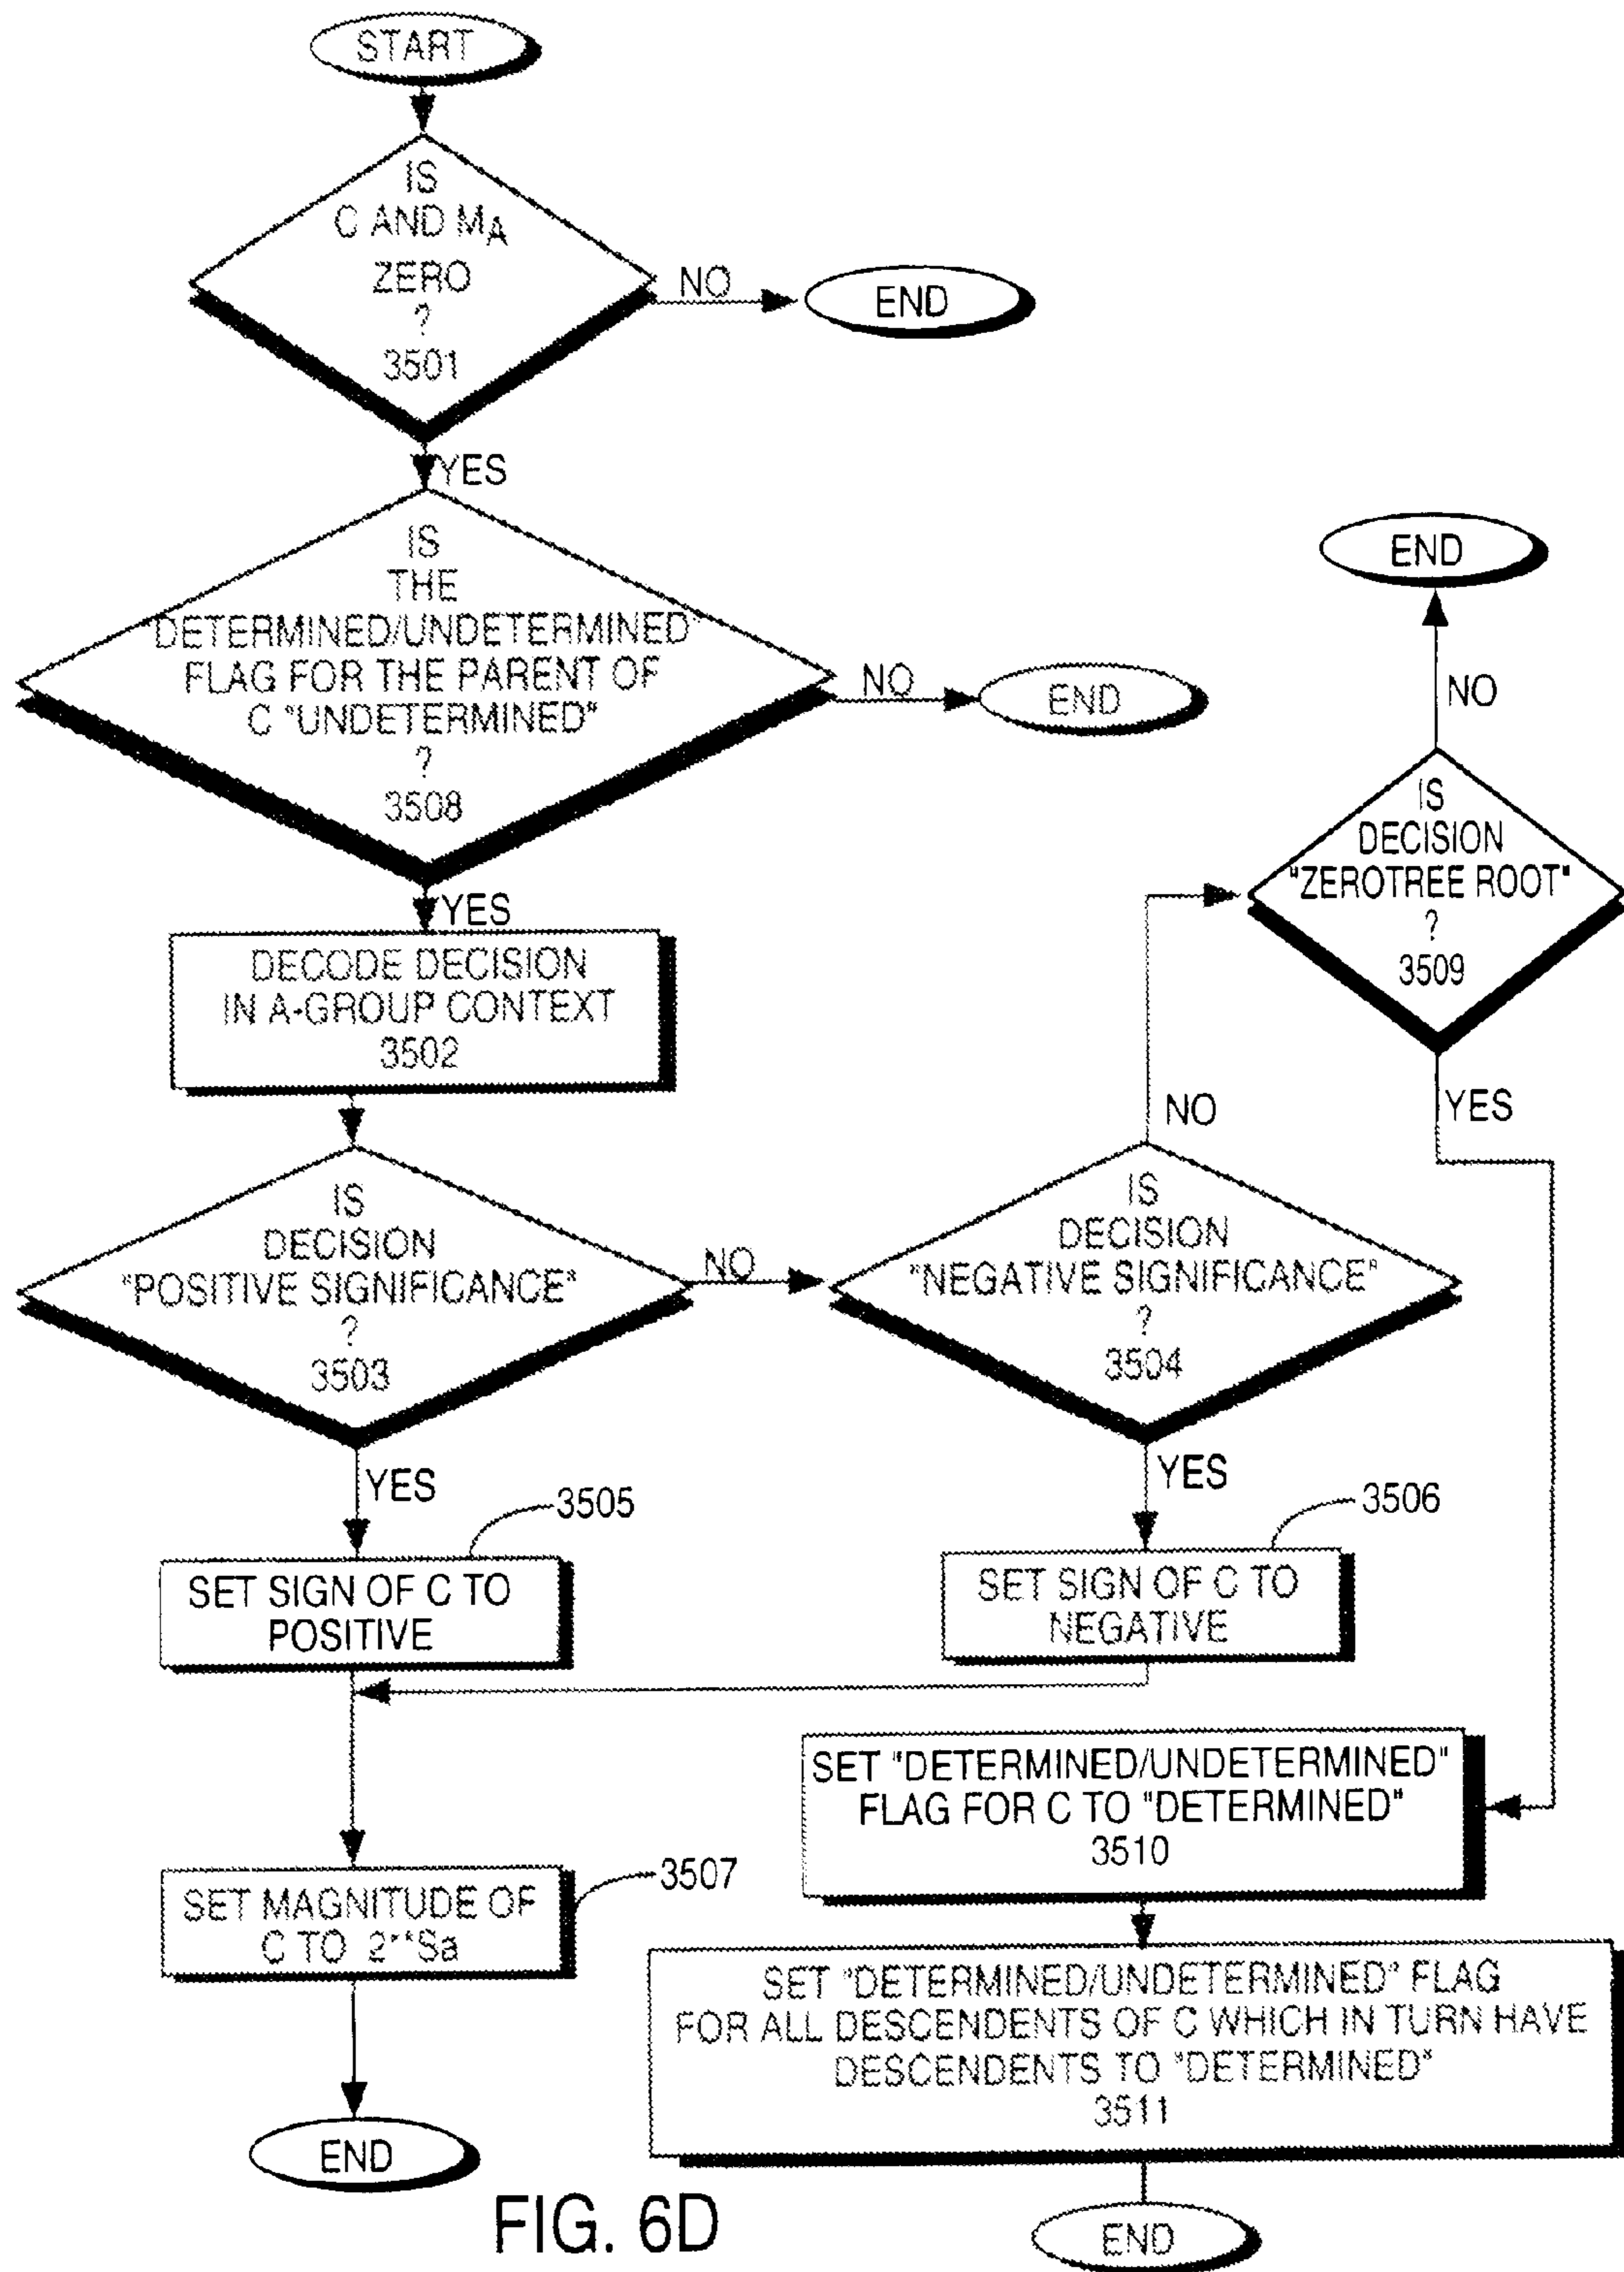 START
IS
C AND MA
ZERO
?
3501
NO
END
YES
IS
THE
"DETERMINED/UNDETERMINED"
FLAG FOR THE PARENT OF
C "UNDETERMINED"
?
3508
NO
END
YES
DECODE DECISION
IN A-GROUP CONTEXT
3502
IS
DECISION
"POSITIVE SIGNIFICANCE"
?
3503
NO
IS
DECISION
"NEGATIVE SIGNIFICANCE"
?
3504
NO
IS
DECISION
"ZEROTREE ROOT"
?
3509
NO
END
YES
YES
3505
SET SIGN OF C TO
POSITIVE
YES
3506
SET SIGN OF C TO
NEGATIVE
3507
SET MAGNITUDE OF
C TO 2**Sa
END
SET "DETERMINED/UNDETERMINED"
FLAG FOR C TO "DETERMINED"
3510
SET "DETERMINED/UNDETERMINED" FLAG
FOR ALL DESCENDENTS OF C WHICH IN TURN HAVE
DESCENDENTS TO "DETERMINED"
3511
END
FIG. 6D